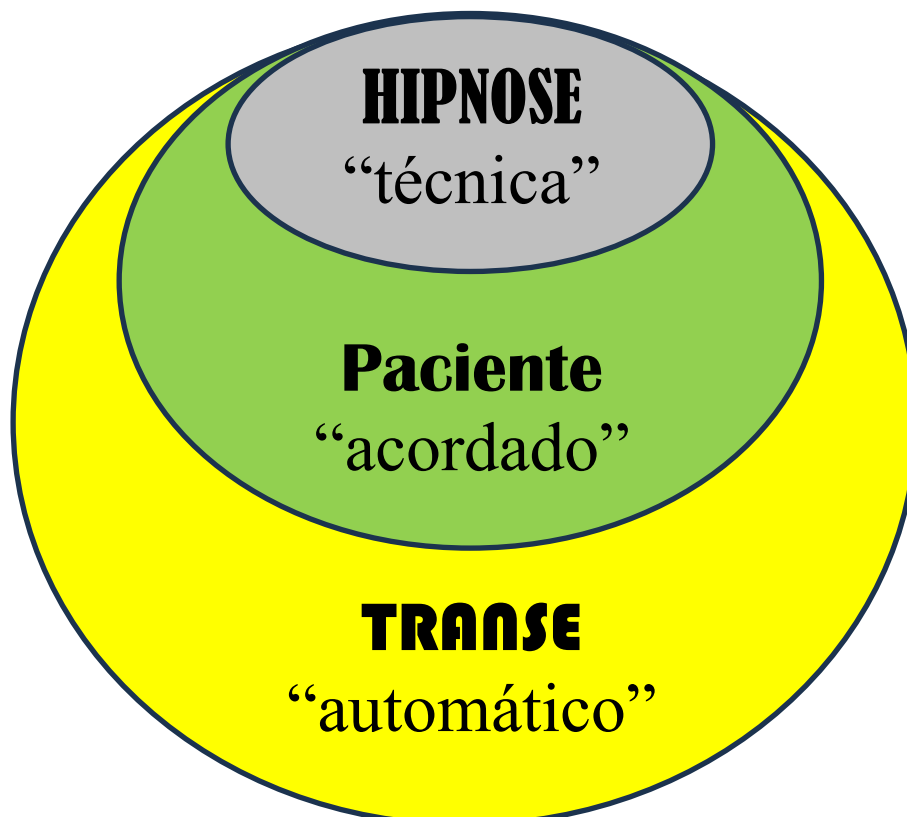 HIPNOSE
“técnica”
Paciente
“acordado”
TRANSE
“automático”